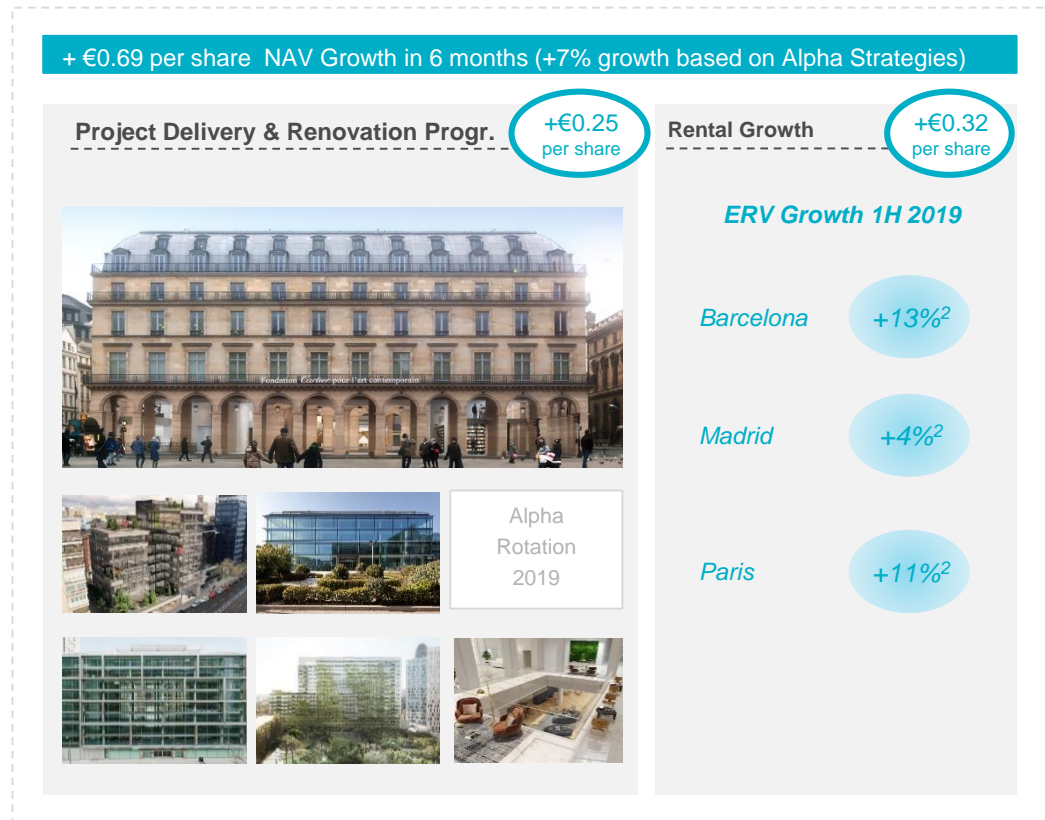 + €0.69 per share NAV Growth in 6 months (+7% growth based on Alpha Strategies)
Project Delivery & Renovation Progr.
+€0.25
per share
Fondation Cartier pour l'art contemporain
Alpha
Rotation
2019
Rental Growth
+€0.32
per share
ERV Growth 1H 2019
Barcelona
+13%²
Madrid
+4%²
Paris
+11%²